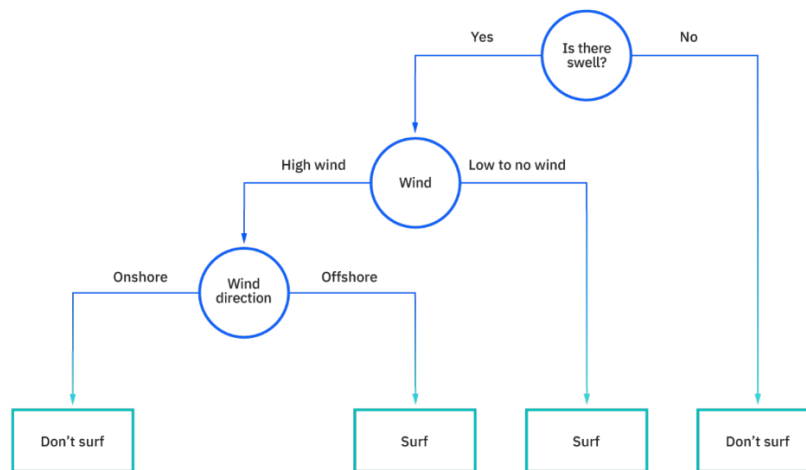 Yes
Is there
swell?
No
High wind
Wind
Low to no wind
Onshore
Wind
direction
Offshore
Don’t surf
Surf
Surf
Don’t surf